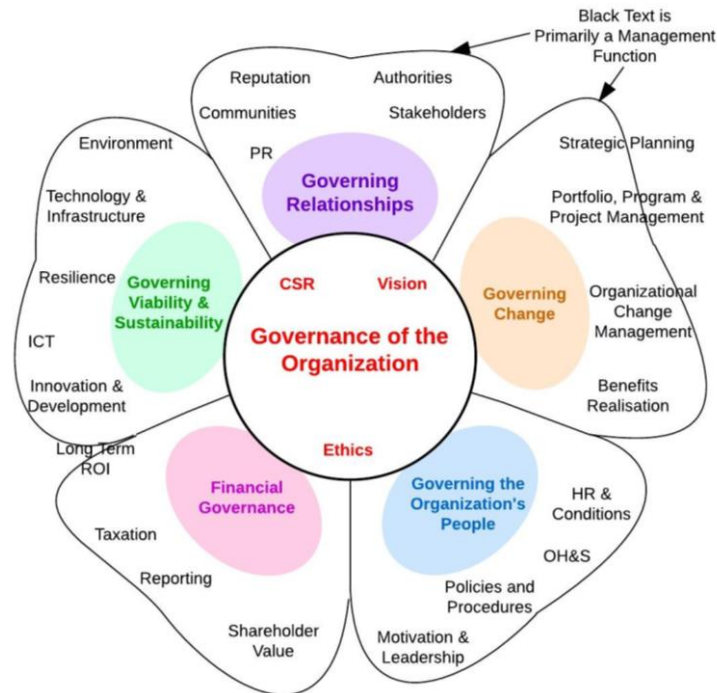 Black Text is
Primarily a Management
Function
Reputation
Authorities
Communities
Stakeholders
PR
Governing
Relationships
Environment
Technology &
Infrastructure
Resilience
ICT
Innovation &
Development
Governing
Viability &
Sustainability
Strategic Planning
Portfolio, Program &
Project Management
Organizational
Change
Management
Benefits
Realisation
Governing
Change
CSR
Vision
Governance of the
Organization
Ethics
Long Term
ROI
Taxation
Reporting
Shareholder
Value
Financial
Governance
Governing the
Organization's
People
HR &
Conditions
OH&S
Policies and
Procedures
Motivation &
Leadership